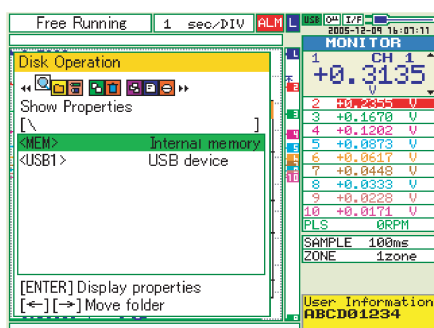 Free Running 1 sec/DIV ALM L USB I/F
2005-12-09 16:07:11
MONITOR
1 CH 1
+0.3135
V
2 +0.2355 V
3 +0.1670 V
4 +0.1202 V
5 +0.0873 V
6 +0.0617 V
7 +0.0448 V
8 +0.0333 V
9 +0.0228 V
10 +0.0171 V
PLS 0RPM
SAMPLE 100ms
ZONE 1zone
User Information
ABCD01234
Disk Operation
Show Properties
[\ ]
<MEM> Internal memory
<USB1> USB device
[ENTER] Display properties
[←][→] Move folder